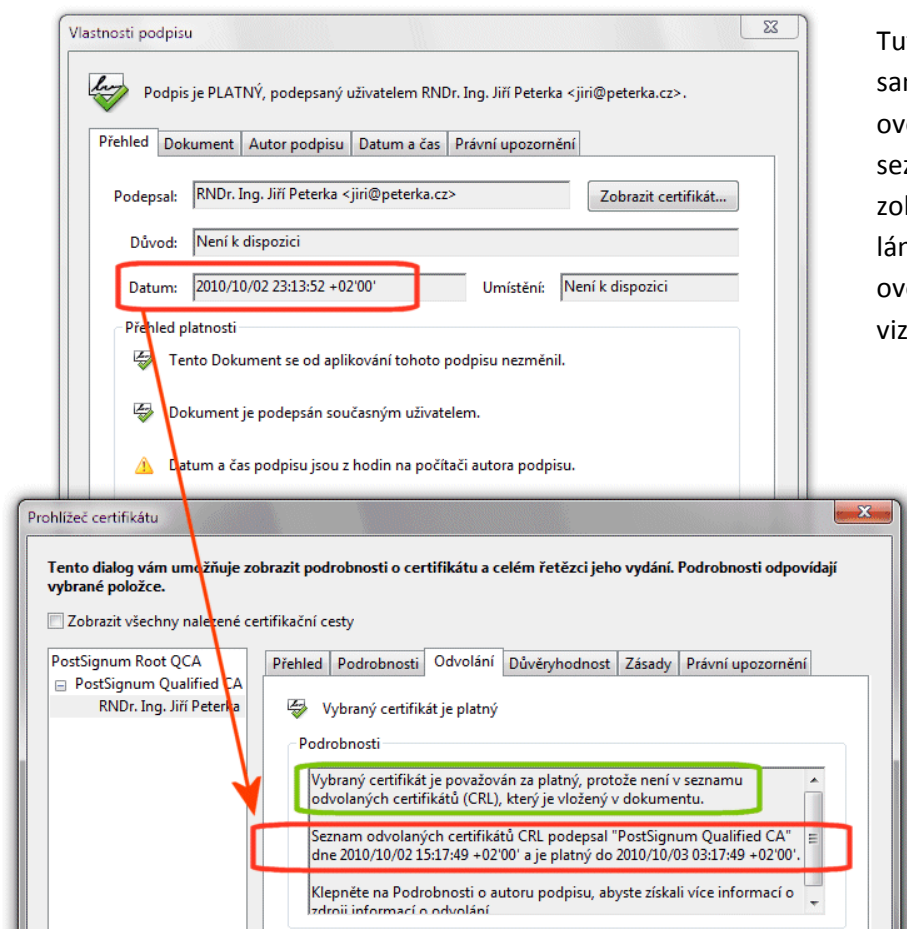 Vlastnosti podpisu
Podpis je PLATNÝ, podepsaný uživatelem RNDr. Ing. Jiří Peterka <jiri@peterka.cz>.
Přehled Dokument Autor podpisu Datum a čas Právní upozornění
Podepsal: RNDr. Ing. Jiří Peterka <jiri@peterka.cz> Zobrazit certifikát...
Důvod: Není k dispozici
Datum: 2010/10/02 23:13:52 +02'00' Umístění: Není k dispozici
Přehled platnosti
Tento Dokument se od aplikování tohoto podpisu nezměnil.
Dokument je podepsán současným uživatelem.
Datum a čas podpisu jsou z hodin na počítači autora podpisu.
Prohlížeč certifikátu
Tento dialog vám umožňuje zobrazit podrobnosti o certifikátu a celém řetězci jeho vydání. Podrobnosti odpovídají
vybrané položce.
Zobrazit všechny nalezené certifikační cesty
PostSignum Root QCA
PostSignum Qualified CA
RNDr. Ing. Jiří Peterka
Přehled Podrobnosti Odvolání Důvěryhodnost Zásady Právní upozornění
Vybraný certifikát je platný
Podrobnosti
Vybraný certifikát je považován za platný, protože není v seznamu
odvolaných certifikátů (CRL), který je vložený v dokumentu.
Seznam odvolaných certifikátů CRL podepsal "PostSignum Qualified CA"
dne 2010/10/02 15:17:49 +02'00' a je platný do 2010/10/03 03:17:49 +02'00'.
Klepněte na Podrobnosti o autoru podpisu, abyste získali více informací o
zdroji informací o odvolání
viz